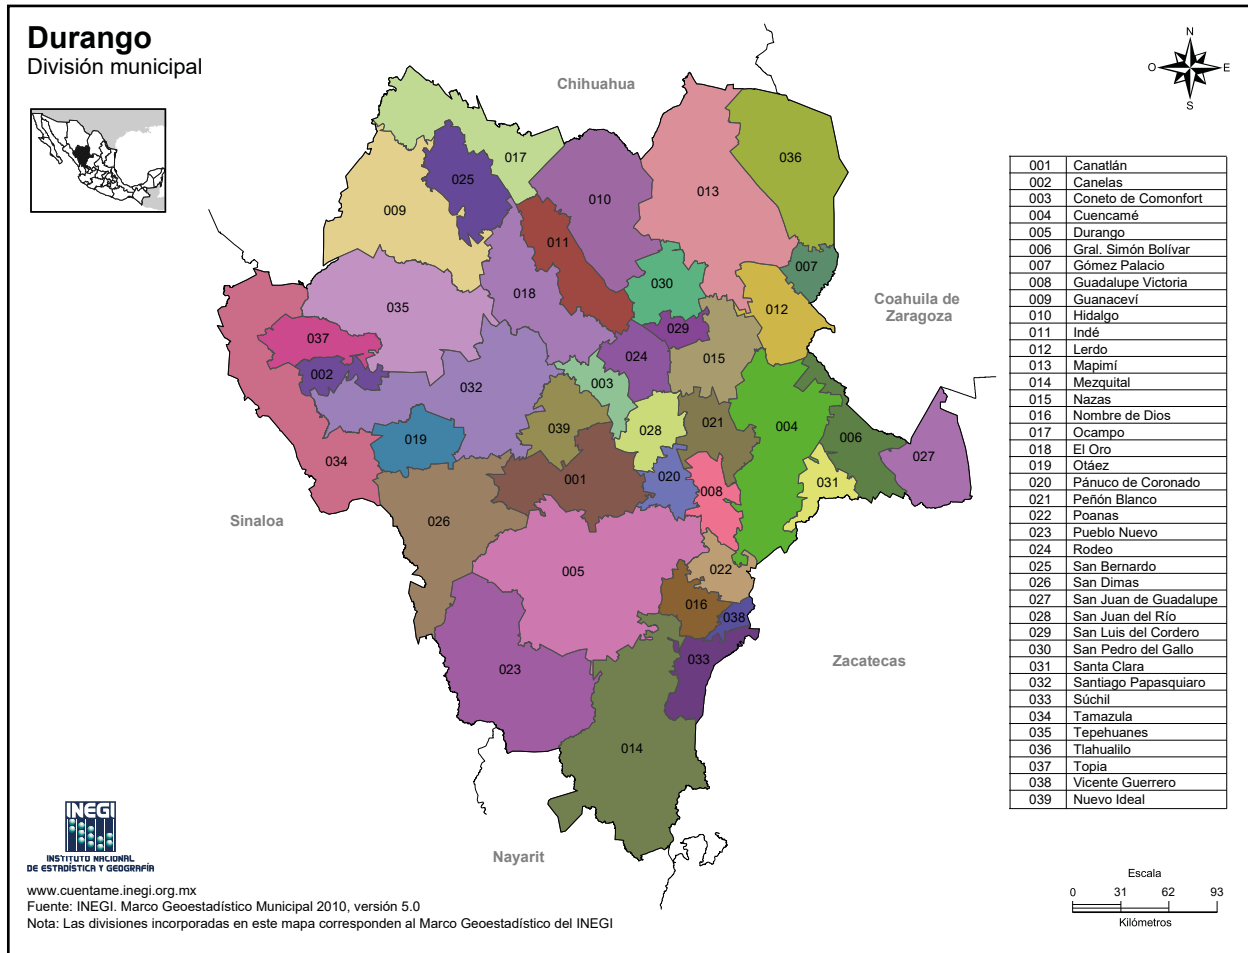 Durango
División municipal
Chihuahua
Coahuila de
Zaragoza
Sinaloa
Zacatecas
Nayarit
N
O
E
S
017
036
025
010
013
009
011
007
030
018
035
012
029
037
024
015
002
003
032
019
039
028
021
004
006
034
027
001
020
008
031
026
005
022
016
038
023
033
014
001 Canatlán
002 Canelas
003 Coneto de Comonfort
004 Cuencamé
005 Durango
006 Gral. Simón Bolívar
007 Gómez Palacio
008 Guadalupe Victoria
009 Guanaceví
010 Hidalgo
011 Indé
012 Lerdo
013 Mapimí
014 Mezquital
015 Nazas
016 Nombre de Dios
017 Ocampo
018 El Oro
019 Otáez
020 Pánuco de Coronado
021 Peñón Blanco
022 Poanas
023 Pueblo Nuevo
024 Rodeo
025 San Bernardo
026 San Dimas
027 San Juan de Guadalupe
028 San Juan del Río
029 San Luis del Cordero
030 San Pedro del Gallo
031 Santa Clara
032 Santiago Papasquiaro
033 Súchil
034 Tamazula
035 Tepehuanes
036 Tlahualilo
037 Topia
038 Vicente Guerrero
039 Nuevo Ideal
INEGI
INSTITUTO NACIONAL
DE ESTADÍSTICA Y GEOGRAFÍA
www.cuentame.inegi.org.mx
Fuente: INEGI. Marco Geoestadístico Municipal 2010, versión 5.0
Nota: Las divisiones incorporadas en este mapa corresponden al Marco Geoestadístico del INEGI
Escala
0 31 62 93
Kilómetros